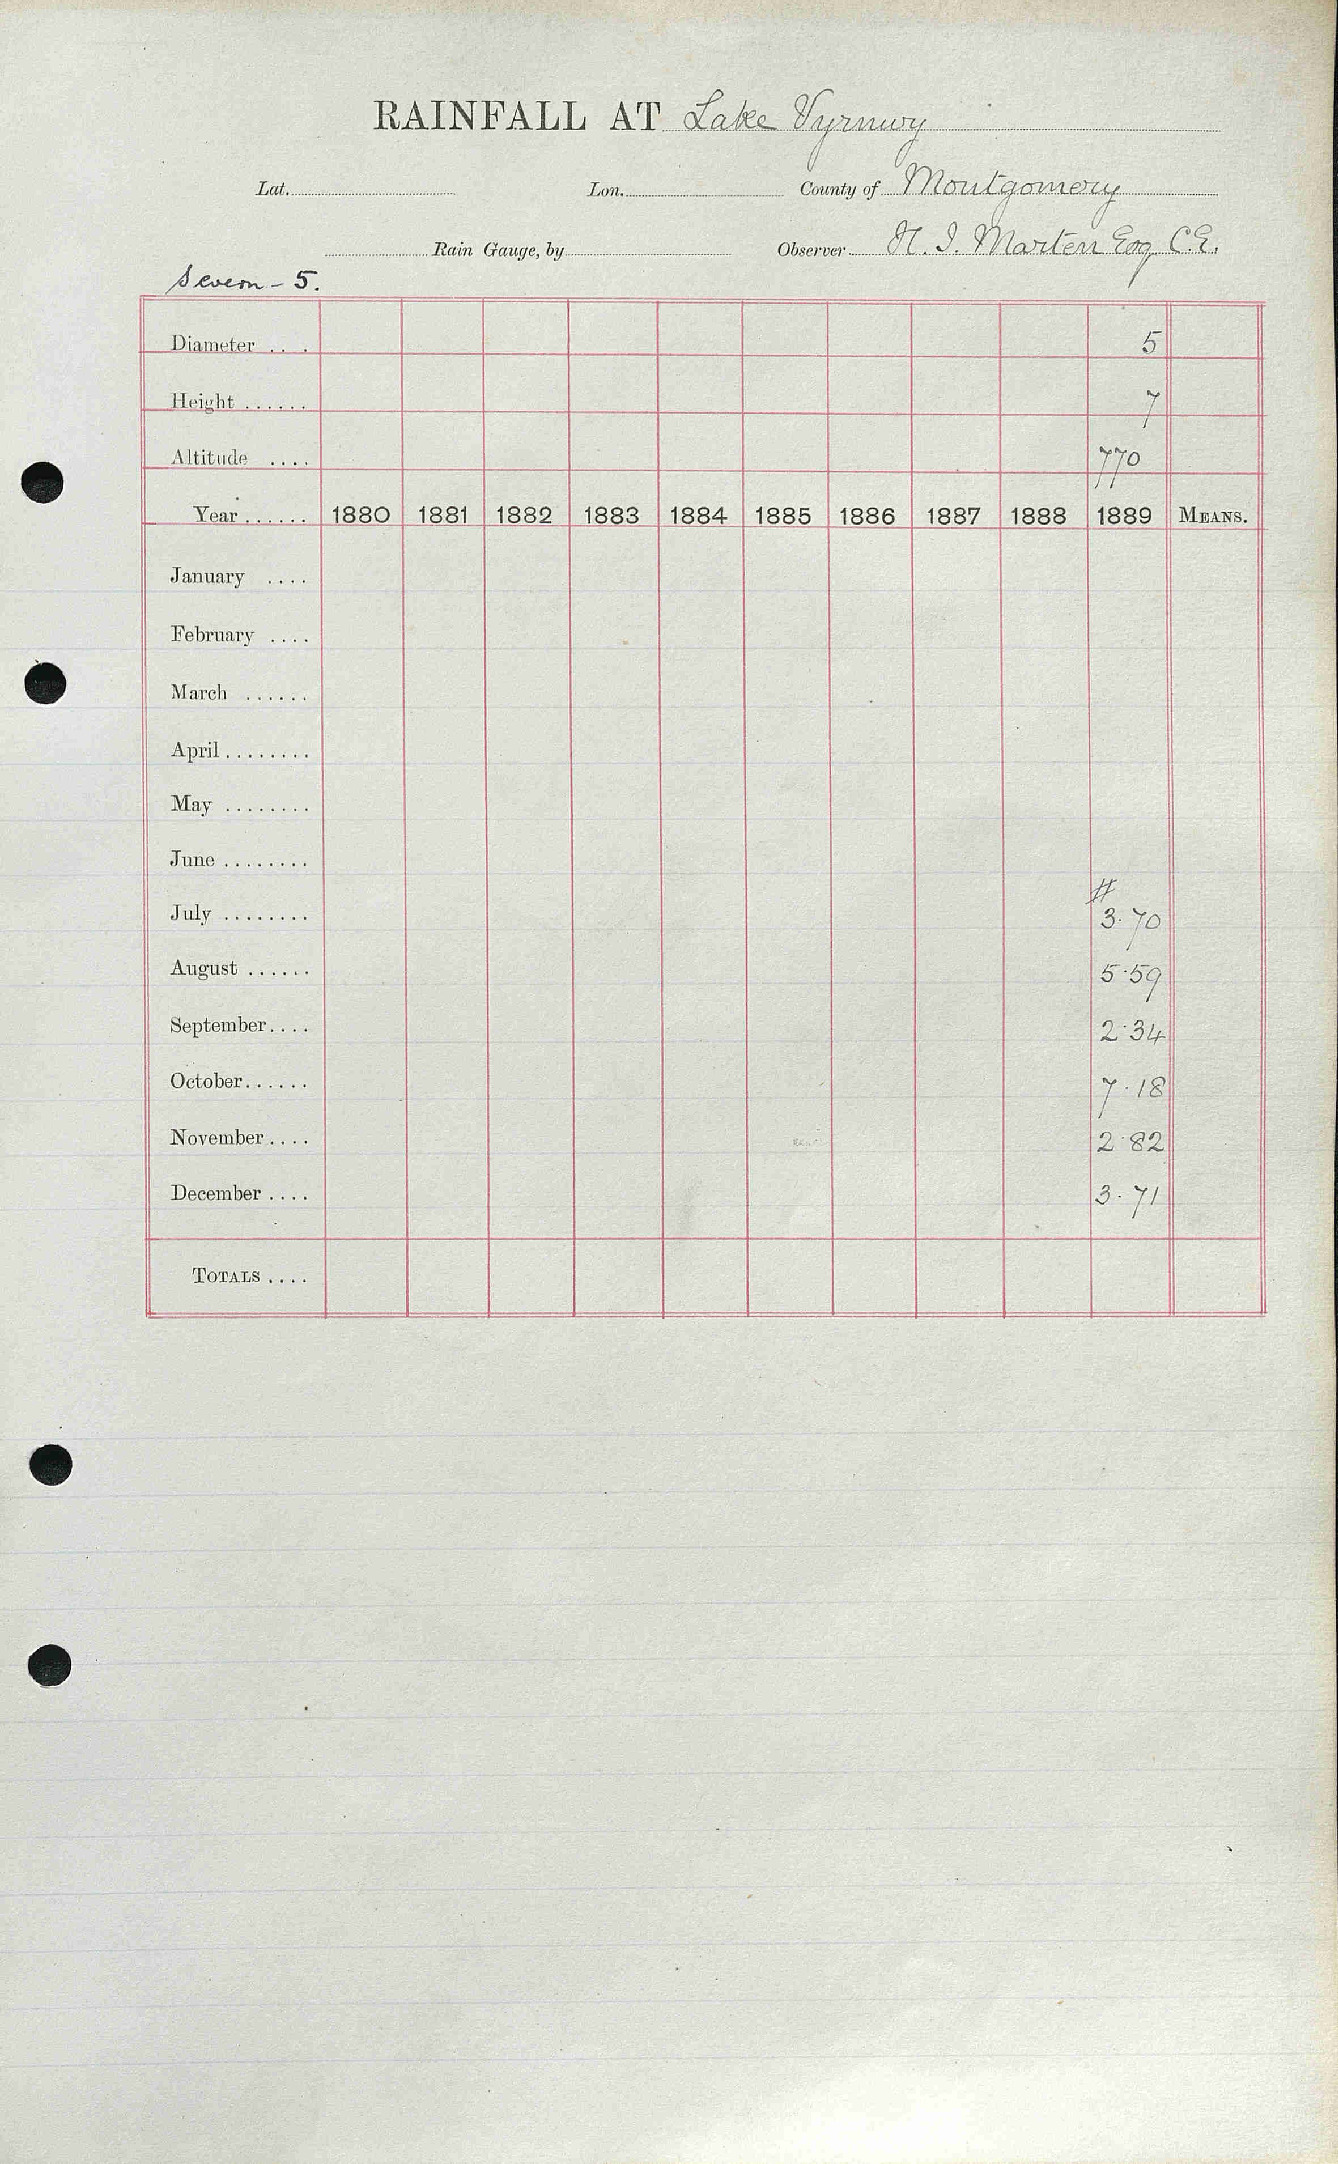 RAINFALL AT Lake Vyrnwy
Lat. Lon. County of Montgomery
Rain Gauge, by Observer H. J. Marten Esq C.E.
Severn - 5.
Diameter .... 5
Height ...... 7
Altitude .... 770
Year ...... 1880 1881 1882 1883 1884 1885 1886 1887 1888 1889 MEANS.
January ....
February ....
March ......
April ........
May ........
June ........
#
July ........ 3.70
August ...... 5.59
September.... 2.34
October...... 7.18
November.... 2.82
December .... 3.71
TOTALS ....